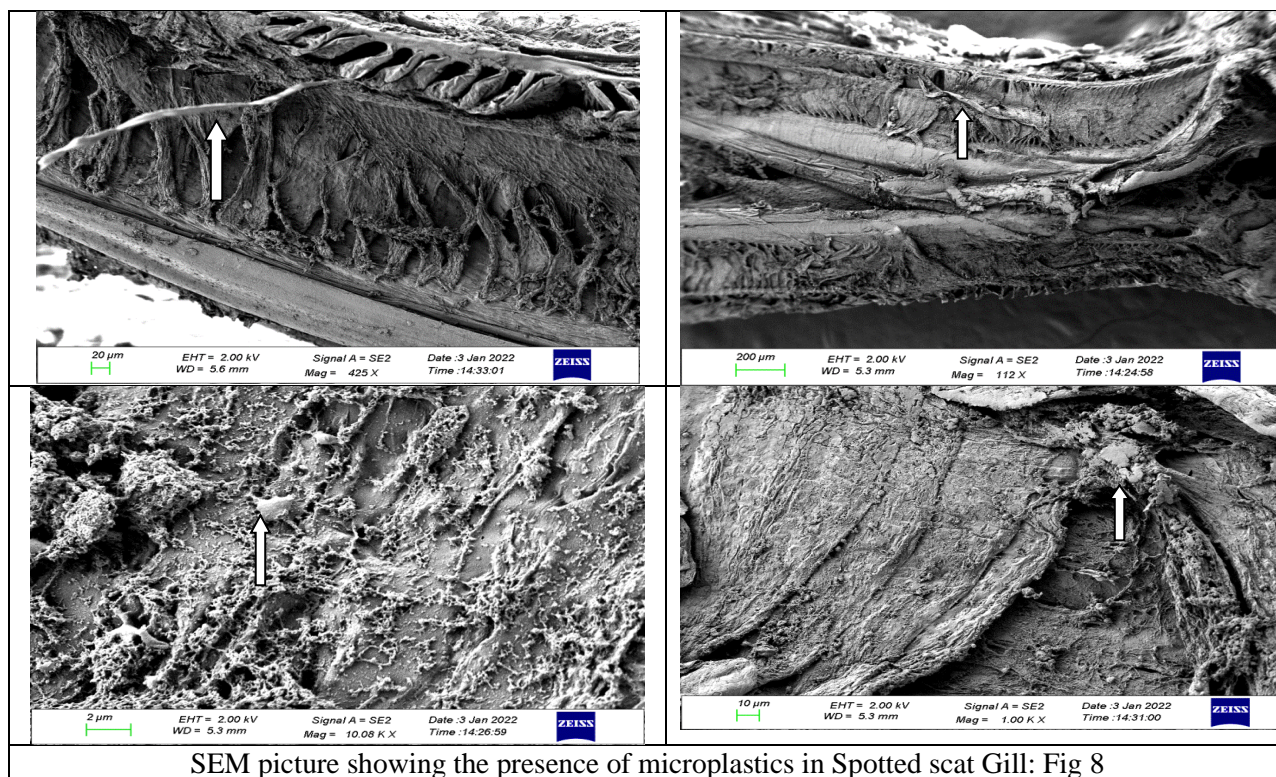 20 µm EHT = 2.00 kV Signal A = SE2 Date :3 Jan 2022 ZEISS
WD = 5.6 mm Mag = 425 X Time :14:33:01
200 µm EHT = 2.00 kV Signal A = SE2 Date :3 Jan 2022 ZEISS
WD = 5.3 mm Mag = 112 X Time :14:24:58
2 µm EHT = 2.00 kV Signal A = SE2 Date :3 Jan 2022 ZEISS
WD = 5.3 mm Mag = 10.08 K X Time :14:26:59
10 µm EHT = 2.00 kV Signal A = SE2 Date :3 Jan 2022 ZEISS
WD = 5.3 mm Mag = 1.00 K X Time :14:31:00
SEM picture showing the presence of microplastics in Spotted scat Gill: Fig 8